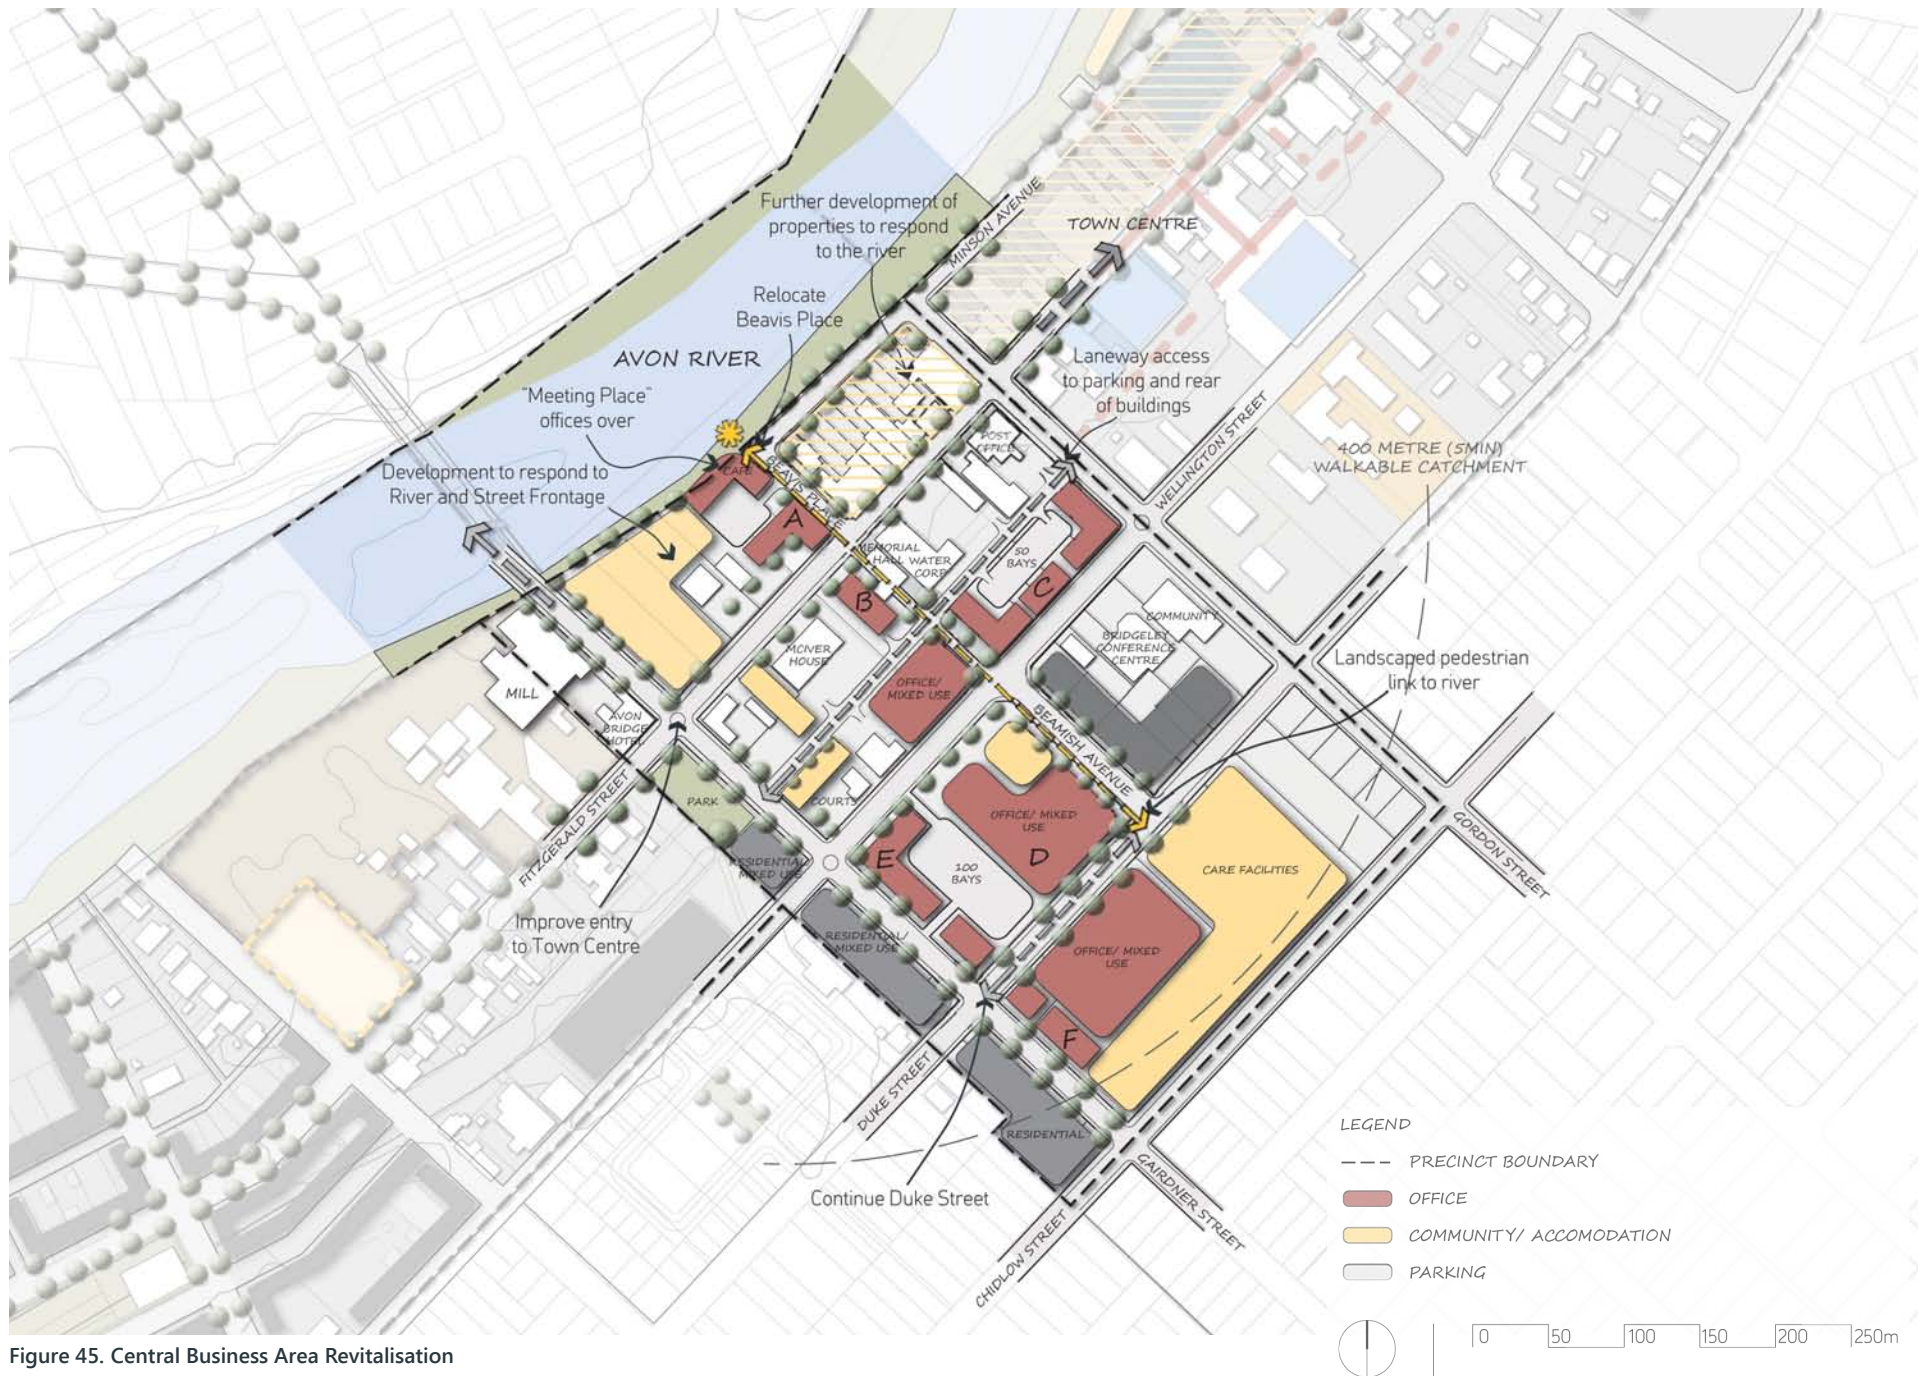 Further development of
properties to respond
to the river
MINSON AVENUE
TOWN CENTRE
Relocate
Beavis Place
AVON RIVER
"Meeting Place"
offices over
Laneway access
to parking and rear
of buildings
Development to respond to
River and Street Frontage
WELLINGTON STREET
400 METRE (5MIN)
WALKABLE CATCHMENT
POST
OFFICE
CAFE
BEAVIS PLACE
A
MEMORIAL
HALL
WATER
CORP
50
BAYS
C
B
COMMUNITY
BRIDGELEY
CONFERENCE
CENTRE
MCIVER
HOUSE
OFFICE/
MIXED USE
Landscaped pedestrian
link to river
MILL
AVON
BRIDGE
HOTEL
BEAMISH AVENUE
PARK
COURTS
FITZGERALD STREET
OFFICE/ MIXED
USE
D
E
100
BAYS
CARE FACILITIES
GORDON STREET
RESIDENTIAL/
MIXED USE
Improve entry
to Town Centre
RESIDENTIAL/
MIXED USE
OFFICE/ MIXED
USE
F
DUKE STREET
RESIDENTIAL
Continue Duke Street
GAIRDNER STREET
CHIDLOW STREET
LEGEND
PRECINCT BOUNDARY
OFFICE
COMMUNITY/ ACCOMODATION
PARKING
0 50 100 150 200 250m
Figure 45. Central Business Area Revitalisation